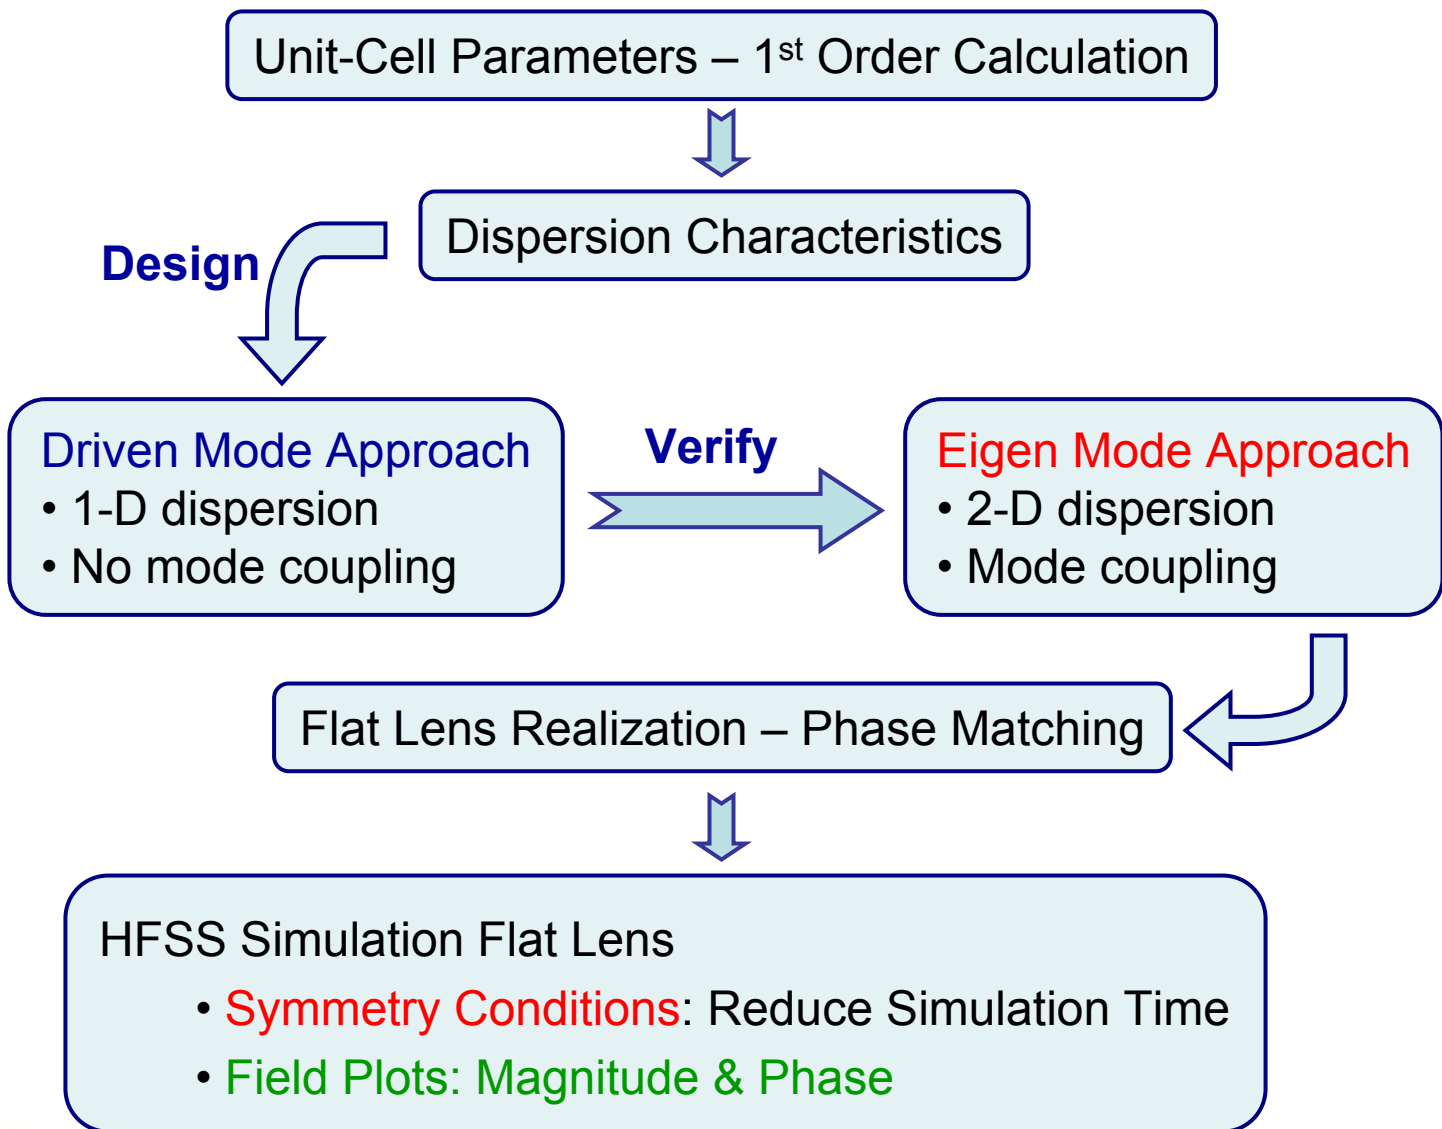 Unit-Cell Parameters – 1st Order Calculation
Dispersion Characteristics
Design
Driven Mode Approach
• 1-D dispersion
• No mode coupling
Verify
Eigen Mode Approach
• 2-D dispersion
• Mode coupling
Flat Lens Realization – Phase Matching
HFSS Simulation Flat Lens
• Symmetry Conditions: Reduce Simulation Time
• Field Plots: Magnitude & Phase